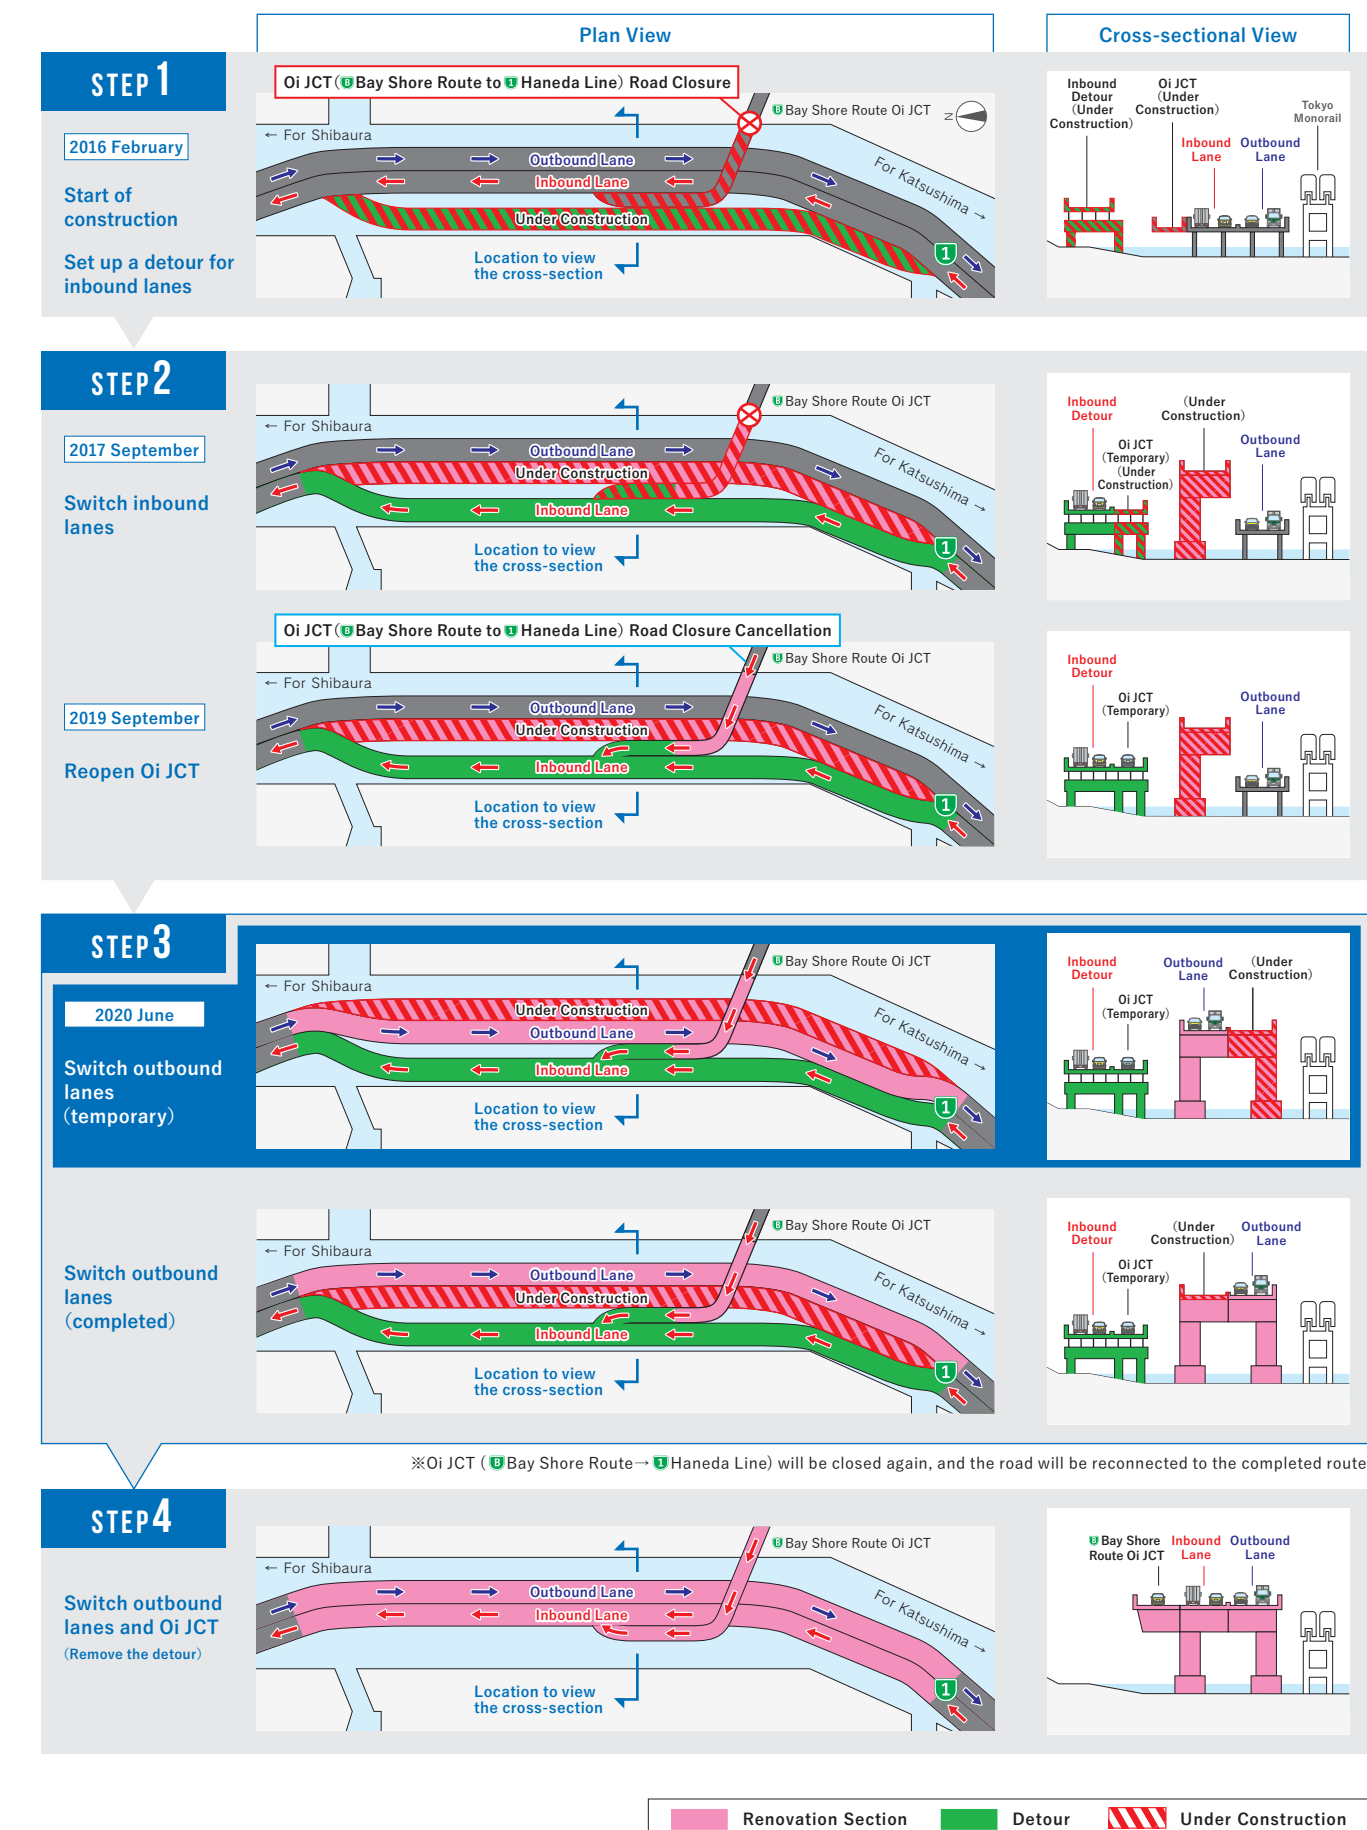 Plan View
Cross-sectional View
STEP 1
2016 February
Start of
construction
Set up a detour for
inbound lanes
Oi JCT (B Bay Shore Route to 1 Haneda Line) Road Closure
B Bay Shore Route Oi JCT
N
← For Shibaura
Outbound Lane
Inbound Lane
Under Construction
For Katsushima →
1
Location to view
the cross-section
Inbound
Detour
(Under
Construction)
Oi JCT
(Under
Construction)
Inbound
Lane
Outbound
Lane
Tokyo
Monorail
STEP 2
2017 September
Switch inbound
lanes
B Bay Shore Route Oi JCT
← For Shibaura
Outbound Lane
Under Construction
Inbound Lane
For Katsushima →
1
Location to view
the cross-section
Inbound
Detour
Oi JCT
(Temporary)
(Under
Construction)
(Under
Construction)
Outbound
Lane
2019 September
Reopen Oi JCT
Oi JCT (B Bay Shore Route to 1 Haneda Line) Road Closure Cancellation
B Bay Shore Route Oi JCT
← For Shibaura
Outbound Lane
Under Construction
Inbound Lane
For Katsushima →
1
Location to view
the cross-section
Inbound
Detour
Oi JCT
(Temporary)
Outbound
Lane
STEP 3
2020 June
Switch outbound
lanes
(temporary)
B Bay Shore Route Oi JCT
← For Shibaura
Under Construction
Outbound Lane
Inbound Lane
For Katsushima →
1
Location to view
the cross-section
Inbound
Detour
Oi JCT
(Temporary)
Outbound
Lane
(Under
Construction)
Switch outbound
lanes
(completed)
B Bay Shore Route Oi JCT
← For Shibaura
Outbound Lane
Under Construction
Inbound Lane
For Katsushima →
1
Location to view
the cross-section
Inbound
Detour
Oi JCT
(Temporary)
(Under
Construction)
Outbound
Lane
※Oi JCT (B Bay Shore Route→1 Haneda Line) will be closed again, and the road will be reconnected to the completed route
STEP 4
Switch outbound
lanes and Oi JCT
(Remove the detour)
B Bay Shore Route Oi JCT
← For Shibaura
Outbound Lane
Inbound Lane
For Katsushima →
1
Location to view
the cross-section
B Bay Shore
Route Oi JCT
Inbound
Lane
Outbound
Lane
Renovation Section
Detour
Under Construction